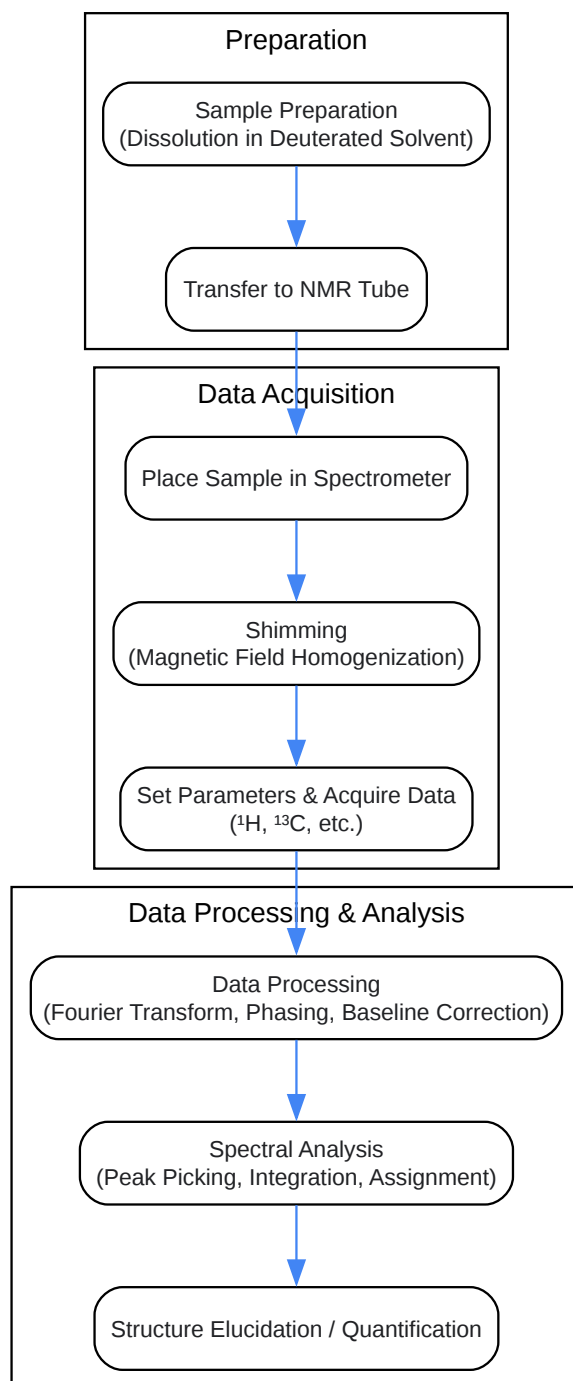 Preparation
Sample Preparation
(Dissolution in Deuterated Solvent)
Transfer to NMR Tube
Data Acquisition
Place Sample in Spectrometer
Shimming
(Magnetic Field Homogenization)
Set Parameters & Acquire Data
(¹H, ¹³C, etc.)
Data Processing & Analysis
Data Processing
(Fourier Transform, Phasing, Baseline Correction)
Spectral Analysis
(Peak Picking, Integration, Assignment)
Structure Elucidation / Quantification